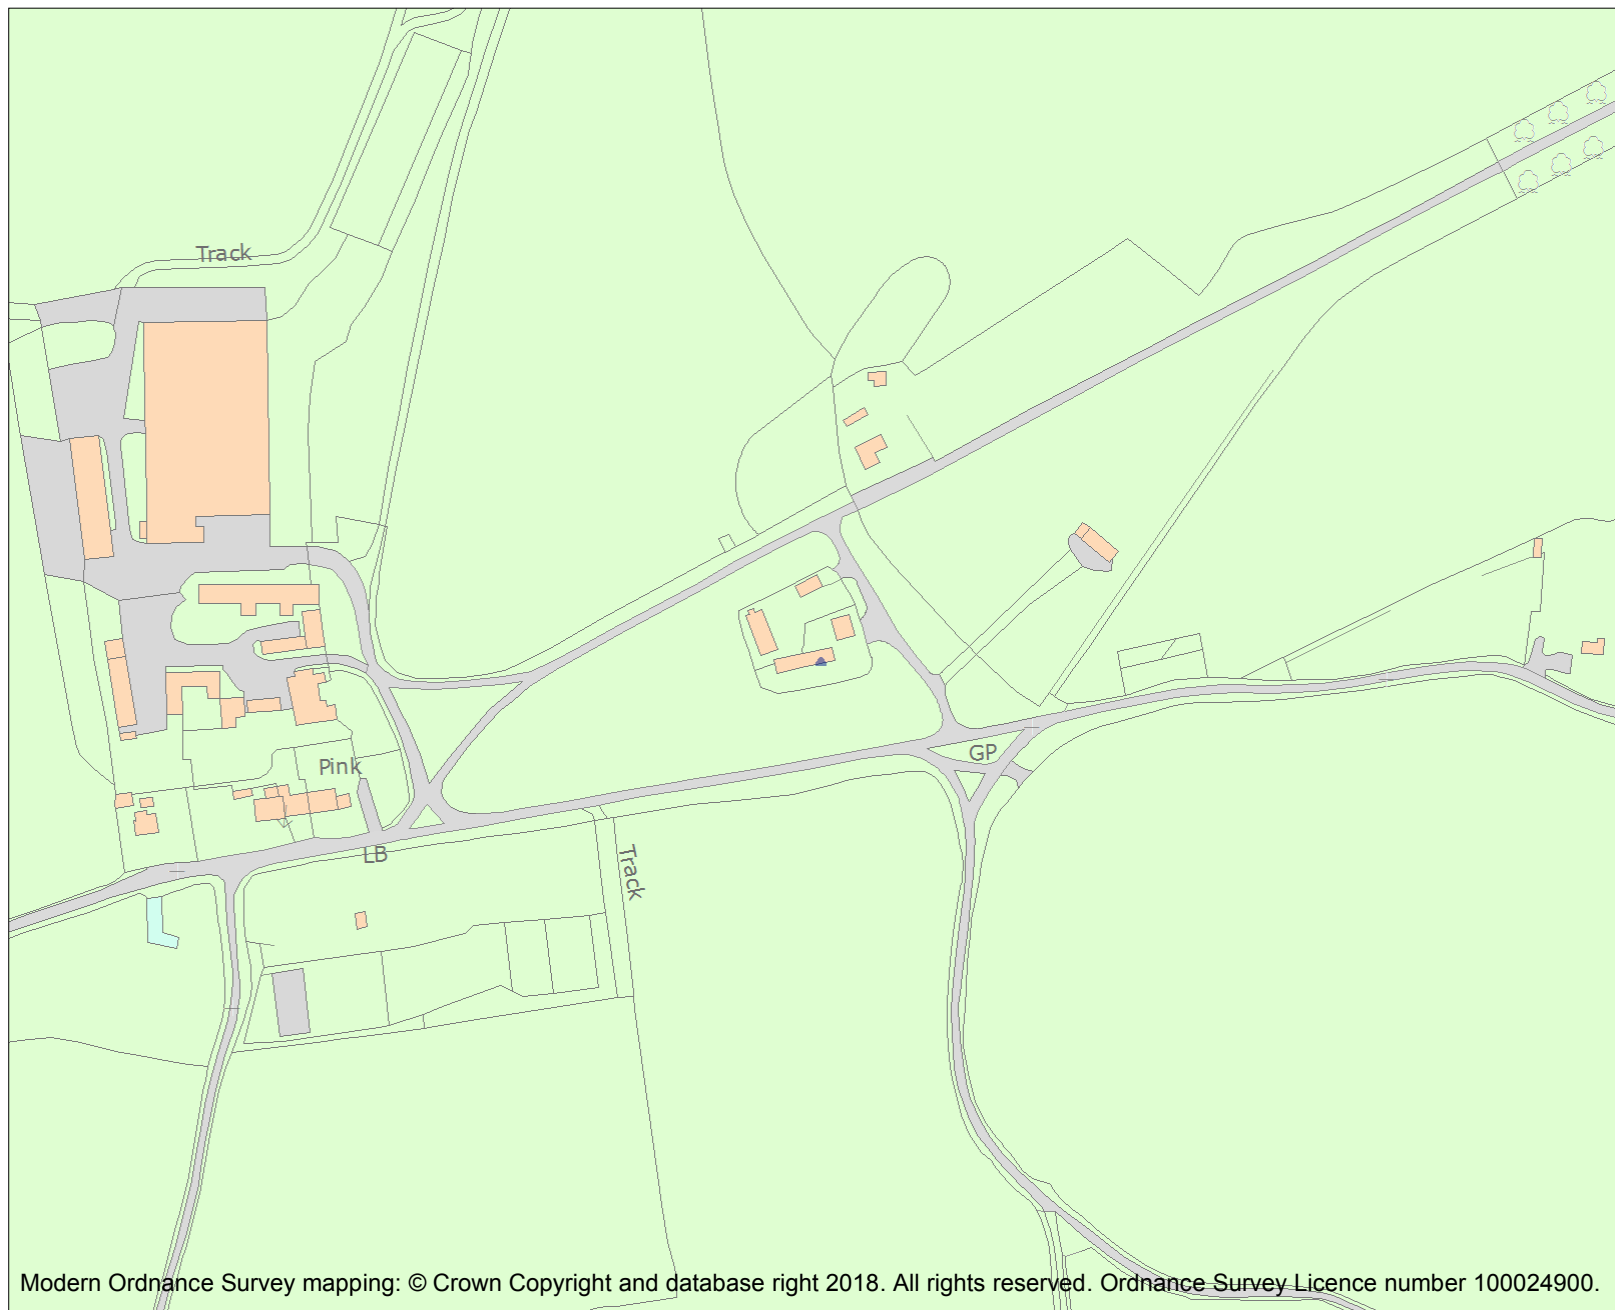 Track
Pink
GP
LB
Track
Modern Ordnance Survey mapping: © Crown Copyright and database right 2018. All rights reserved. Ordnance Survey Licence number 100024900.